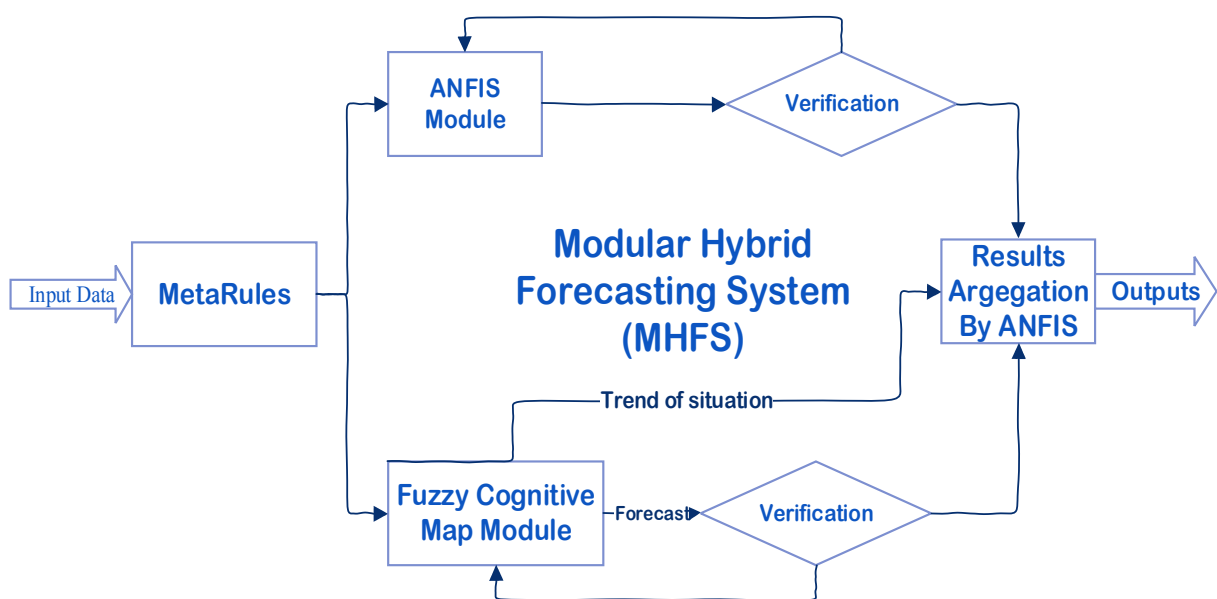 ANFIS
Module
Verification
Modular Hybrid
Forecasting System
(MHFS)
Input Data
MetaRules
Results
Argegation
By ANFIS
Outputs
Trend of situation
Fuzzy Cognitive
Map Module
Forecast
Verification